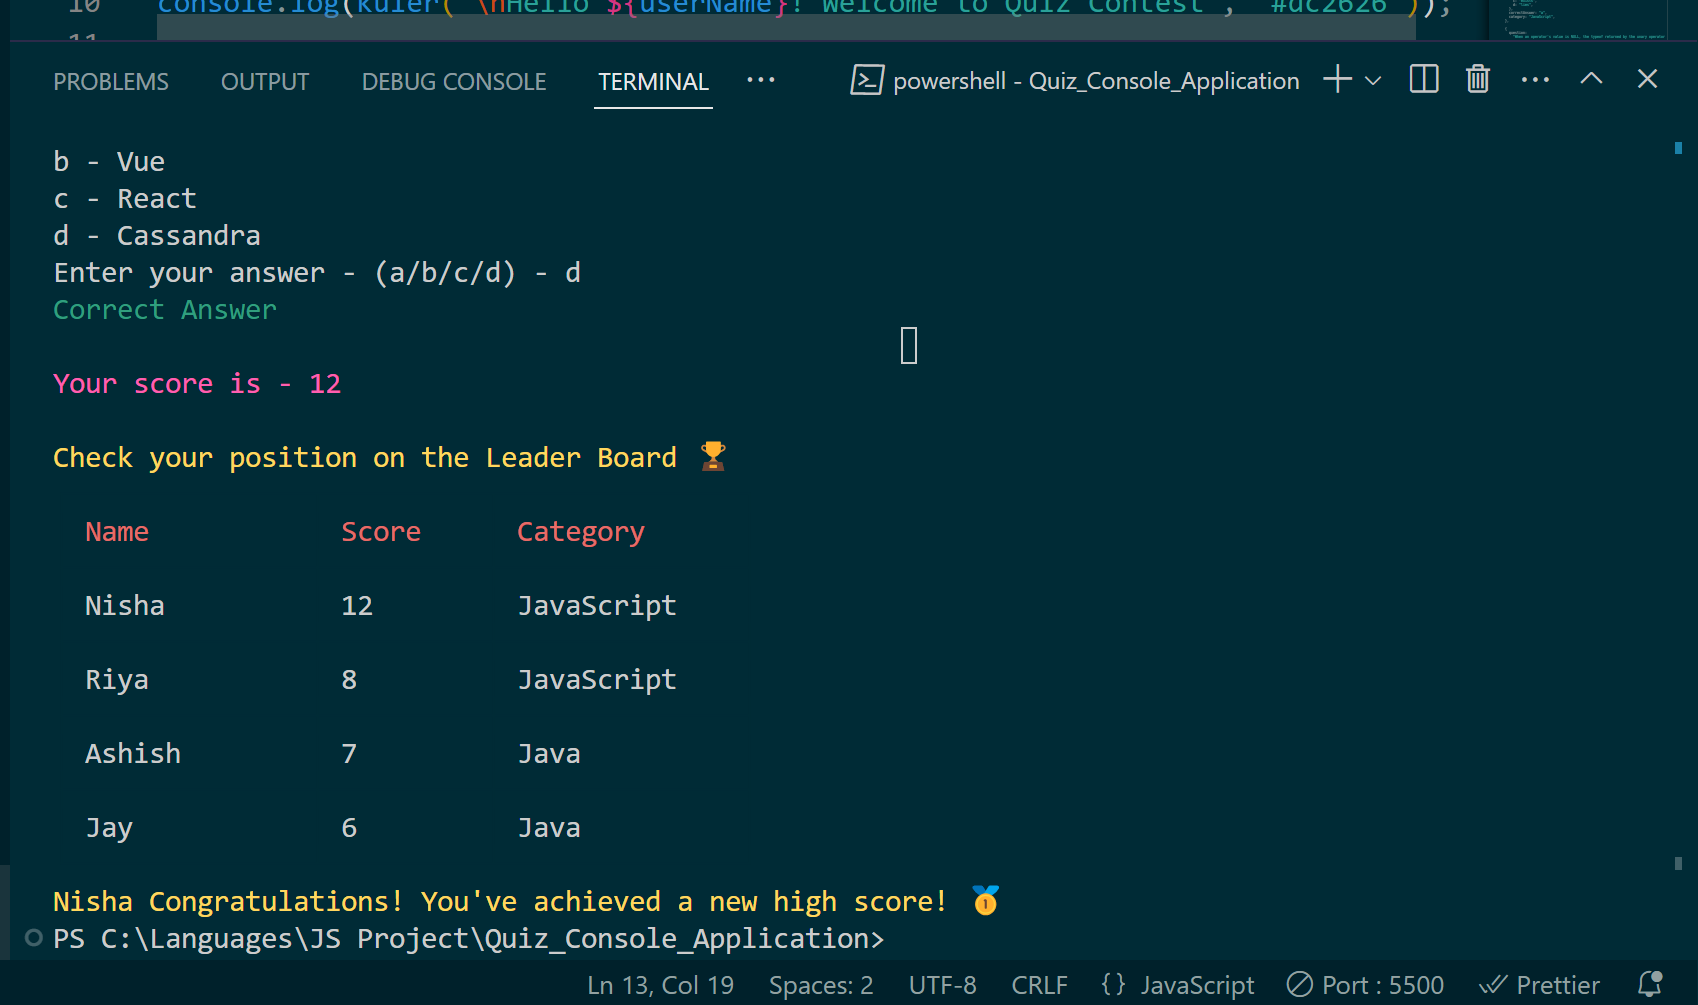 10 console.log(kuler(`\nHello ${userName}! Welcome to Quiz Contest`, "#dc2626"));
11
PROBLEMS OUTPUT DEBUG CONSOLE TERMINAL ··· powershell - Quiz_Console_Application
b - Vue
c - React
d - Cassandra
Enter your answer - (a/b/c/d) - d
Correct Answer
Your score is - 12
Check your position on the Leader Board 🏆
Name Score Category
Nisha 12 JavaScript
Riya 8 JavaScript
Ashish 7 Java
Jay 6 Java
Nisha Congratulations! You've achieved a new high score! 🥇
PS C:\Languages\JS Project\Quiz_Console_Application>
Ln 13, Col 19 Spaces: 2 UTF-8 CRLF {} JavaScript Port : 5500 Prettier